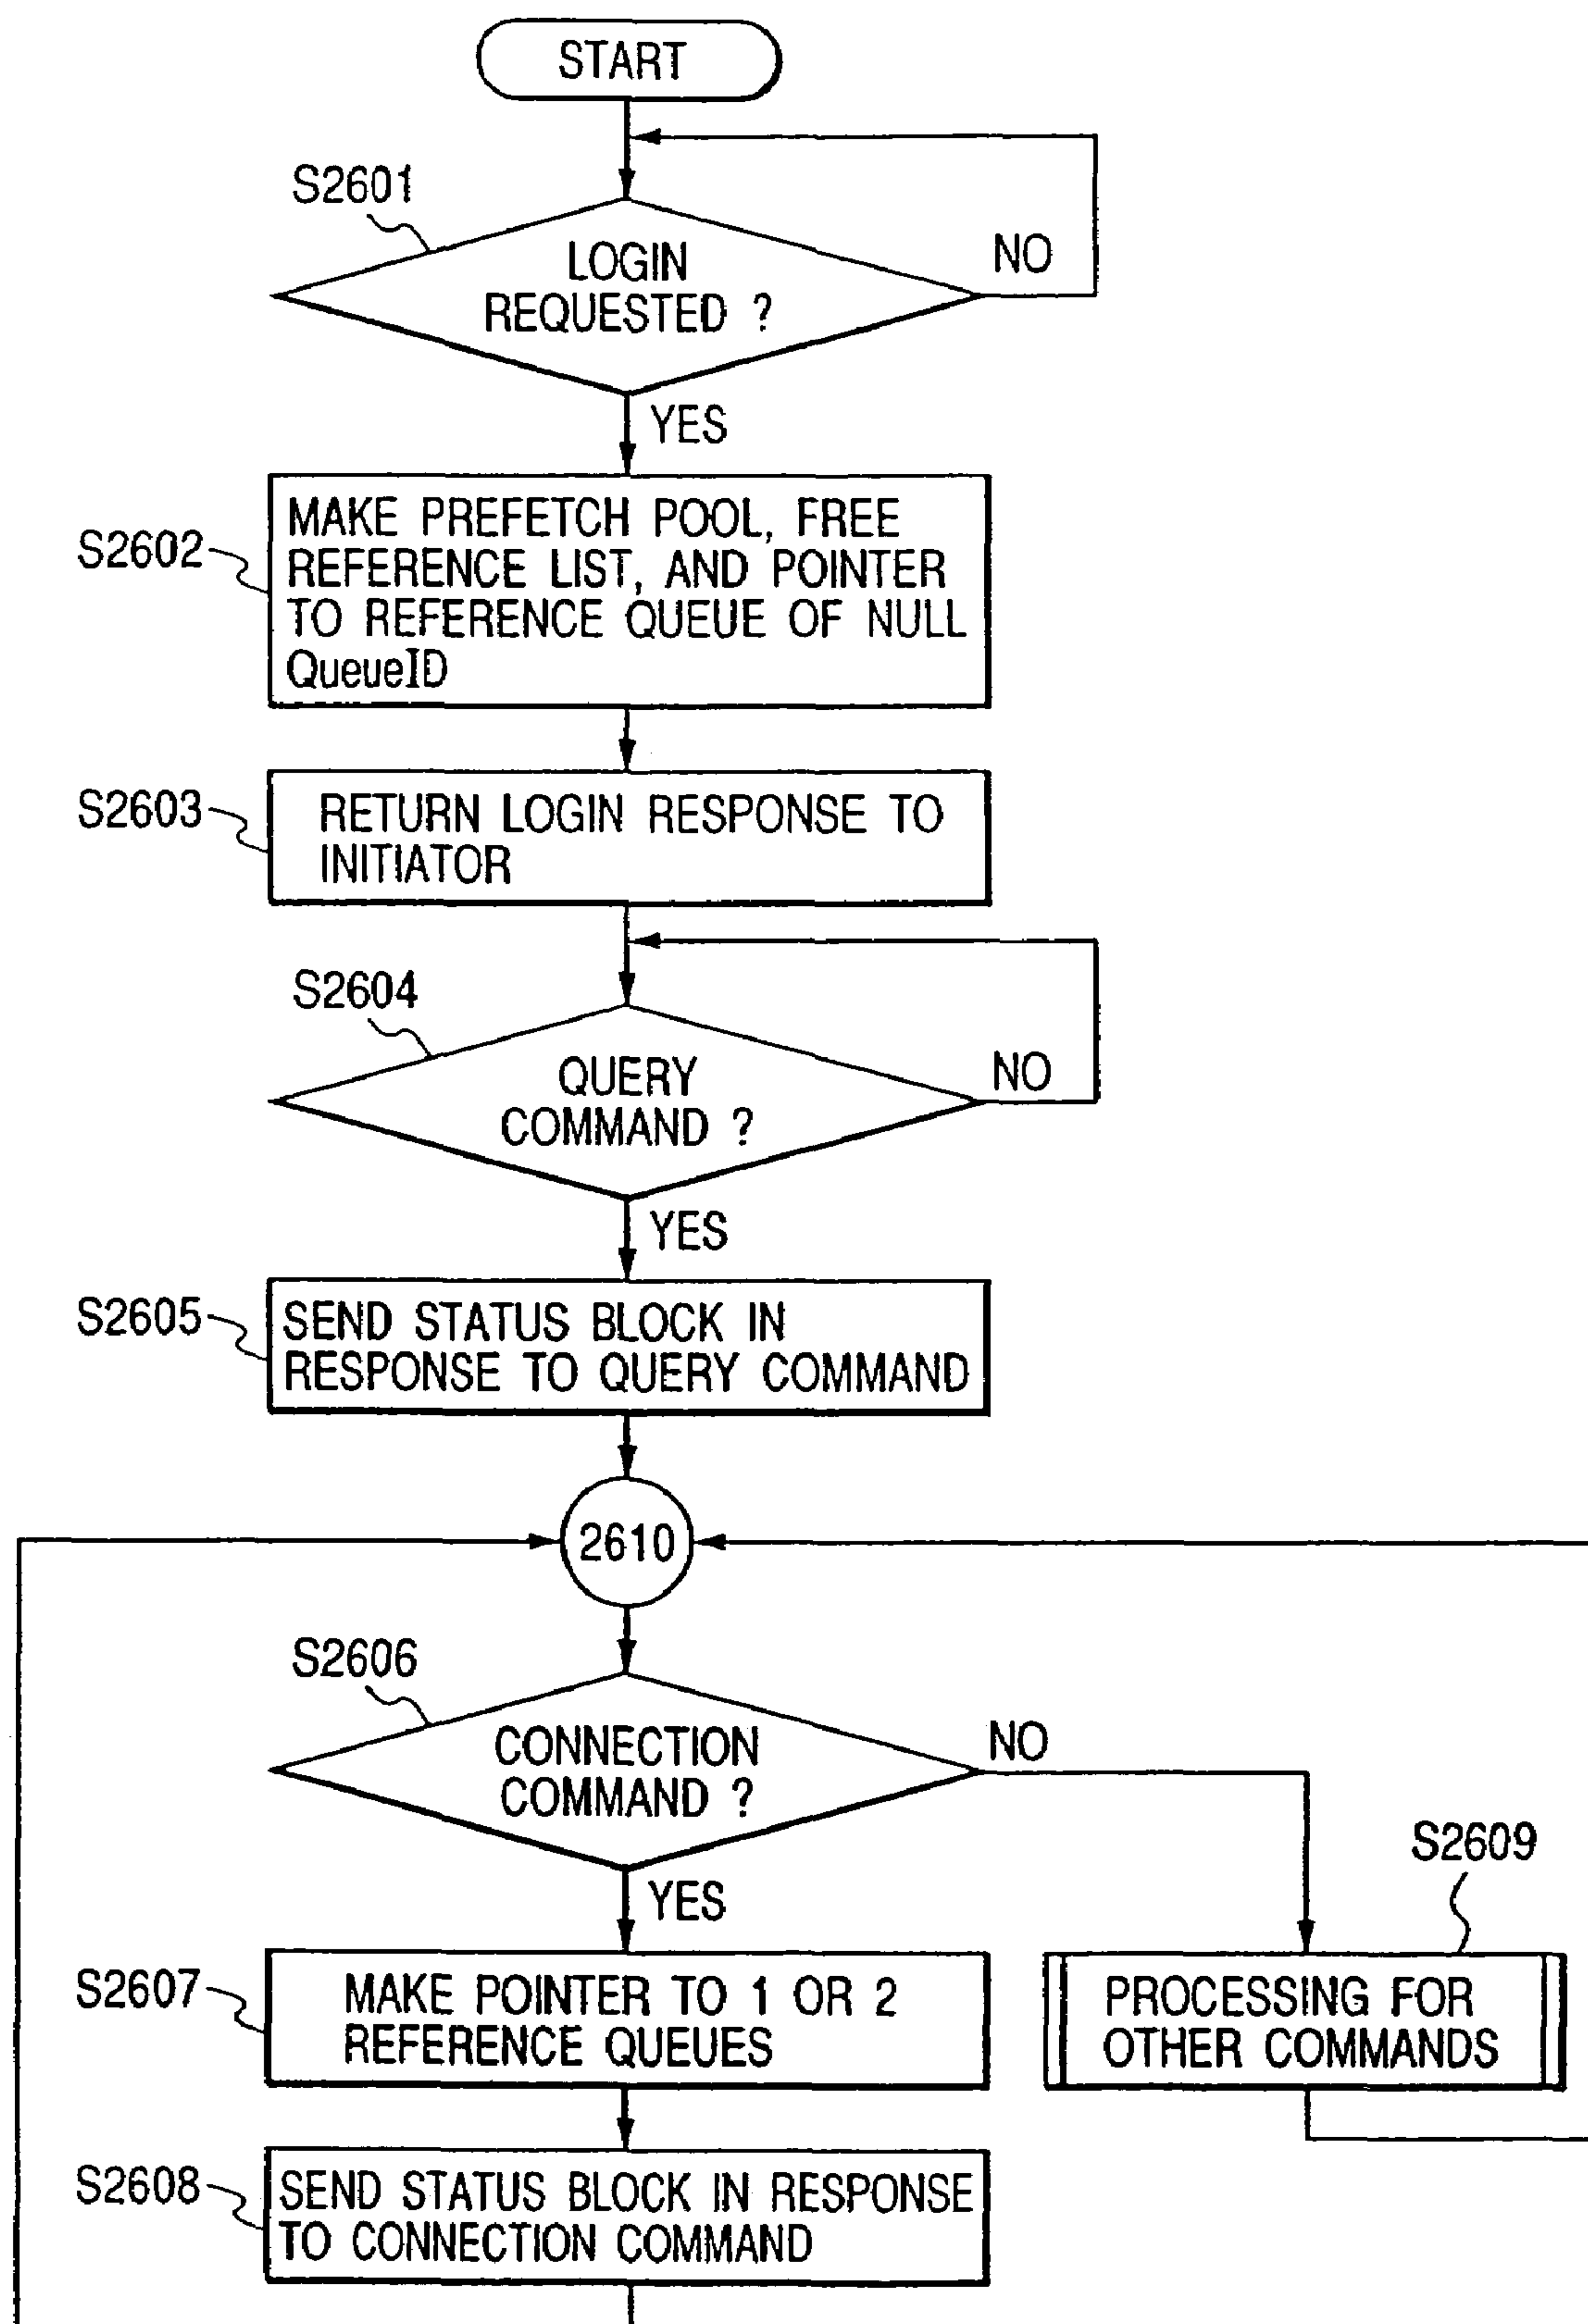 START
S2601
LOGIN
REQUESTED ?
NO
YES
S2602
MAKE PREFETCH POOL, FREE
REFERENCE LIST, AND POINTER
TO REFERENCE QUEUE OF NULL
QueueID
S2603
RETURN LOGIN RESPONSE TO
INITIATOR
S2604
QUERY
COMMAND ?
NO
YES
S2605
SEND STATUS BLOCK IN
RESPONSE TO QUERY COMMAND
2610
S2606
CONNECTION
COMMAND ?
NO
YES
S2609
S2607
MAKE POINTER TO 1 OR 2
REFERENCE QUEUES
PROCESSING FOR
OTHER COMMANDS
S2608
SEND STATUS BLOCK IN RESPONSE
TO CONNECTION COMMAND